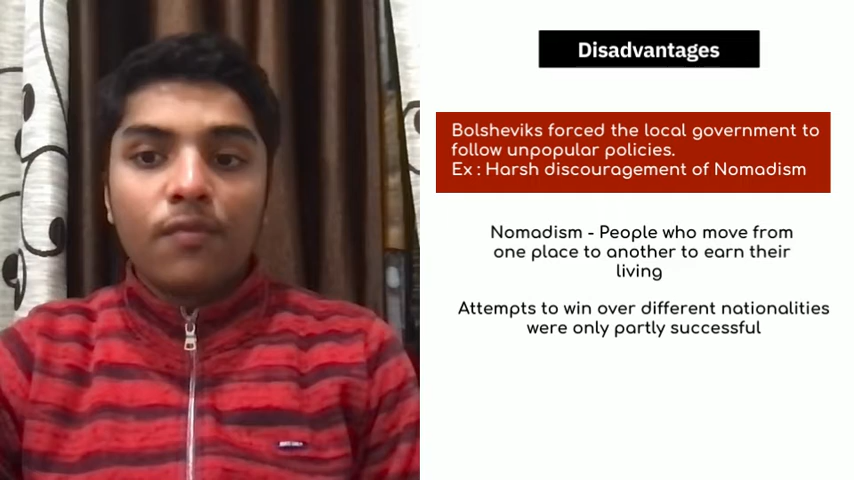 Disadvantages
Bolsheviks forced the local government to
follow unpopular policies.
Ex : Harsh discouragement of Nomadism
Nomadism - People who move from
one place to another to earn their
living
Attempts to win over different nationalities
were only partly successful